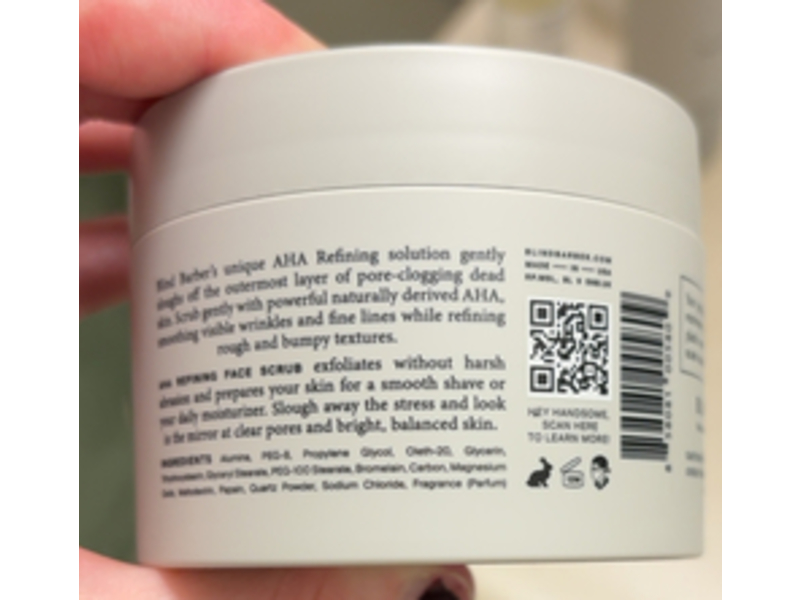 Blind Barber's unique AHA Refining solution gently
sloughs off the outermost layer of pore-clogging dead
skin. Scrub gently with powerful naturally derived AHA,
smoothing visible wrinkles and fine lines while refining
rough and bumpy textures.
AHA REFINING FACE SCRUB exfoliates without harsh
abrasion and prepares your skin for a smooth shave or
your daily moisturizer. Slough away the stress and look
in the mirror at clear pores and bright, balanced skin.
INGREDIENTS Alumina, PEG-8, Propylene Glycol, Oleth-20, Glycerin,
Glyceryl Stearate, PEG-100 Stearate, Bromelain, Carbon, Magnesium
Maltodextrin, Papain, Quartz Powder, Sodium Chloride, Fragrance (Parfum)
BLINDBARBER.COM
MADE IN USA
HEY HANDSOME,
SCAN HERE
TO LEARN MORE!